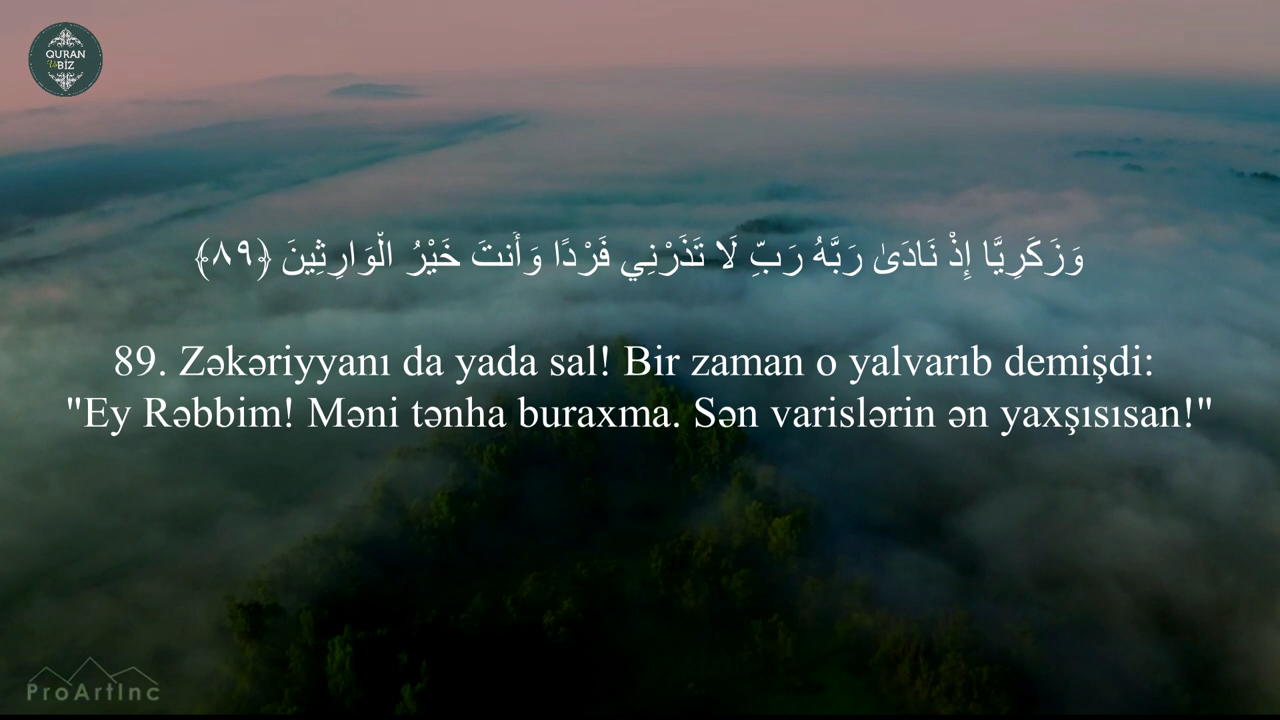 QURAN
Və
BİZ
وَزَكَرِيَّا إِذْ نَادَىٰ رَبَّهُ رَبِّ لَا تَذَرْنِي فَرْدًا وَأَنتَ خَيْرُ الْوَارِثِينَ ﴿٨٩﴾
89. Zəkəriyyanı da yada sal! Bir zaman o yalvarıb demişdi:
"Ey Rəbbim! Məni tənha buraxma. Sən varislərin ən yaxşısısan!"
ProArtInc